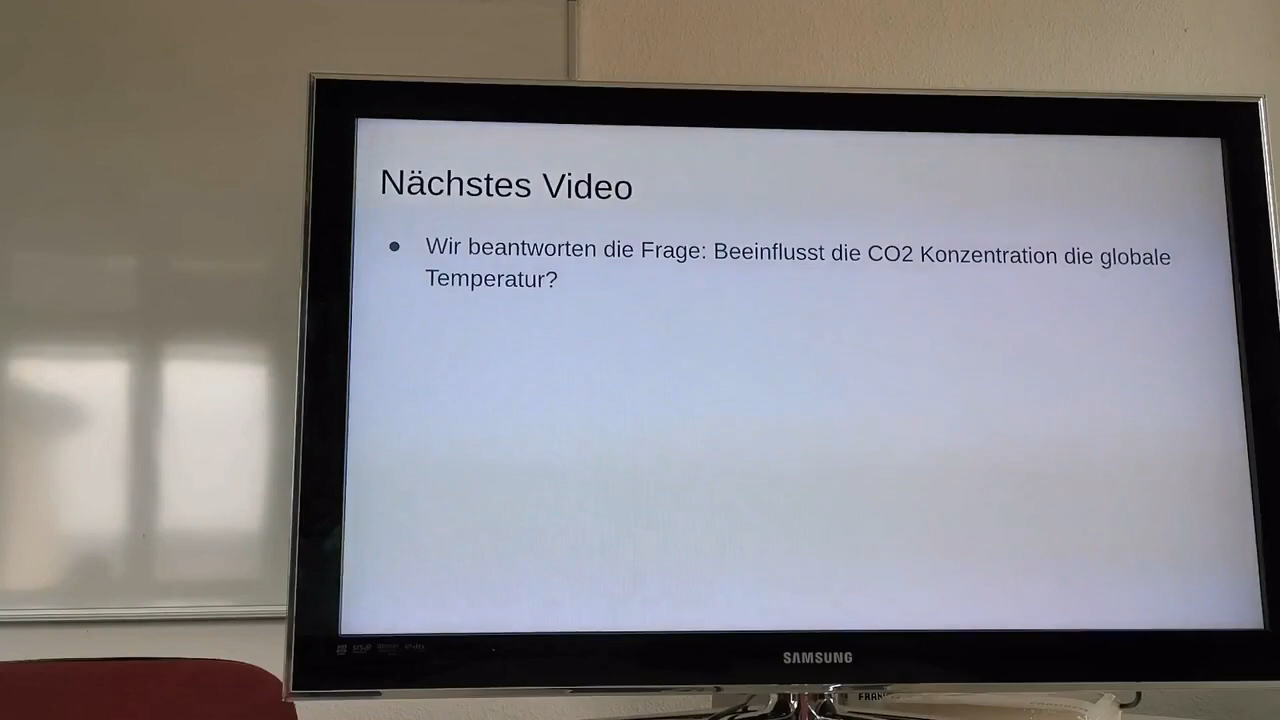 Nächstes Video
● Wir beantworten die Frage: Beeinflusst die CO2 Konzentration die globale
Temperatur?
SAMSUNG